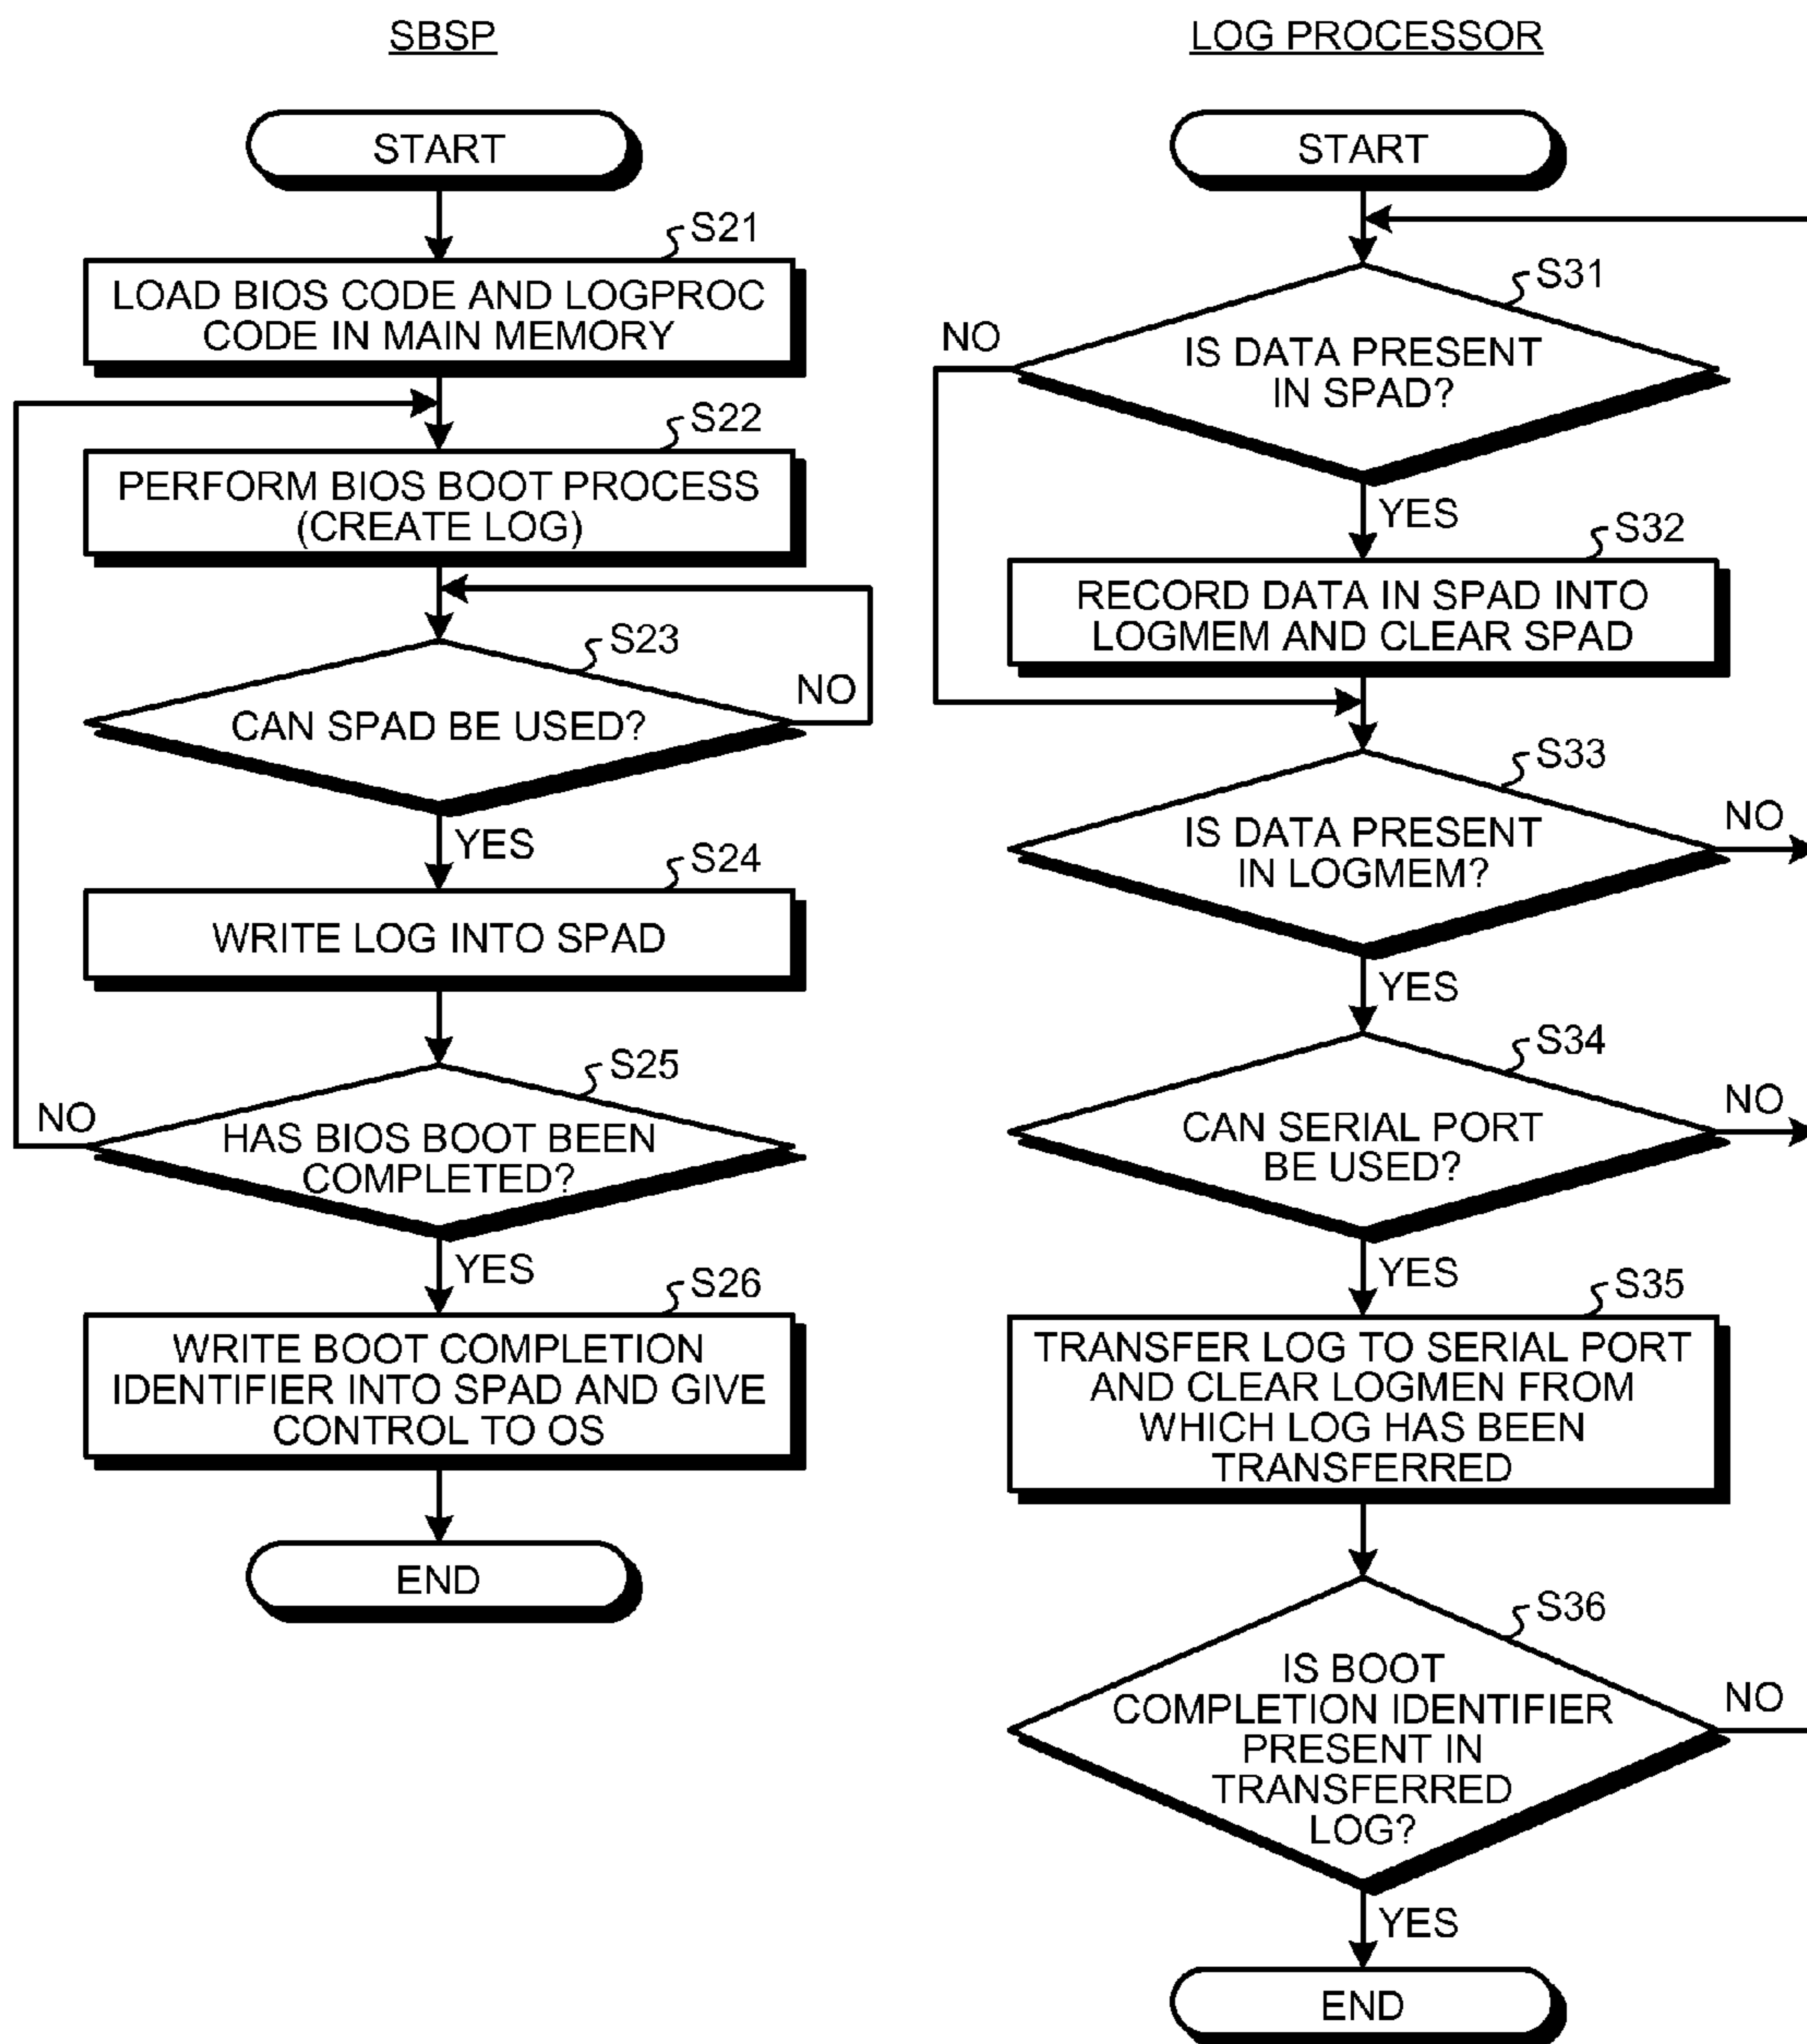 SBSP
START
S21
LOAD BIOS CODE AND LOGPROC
CODE IN MAIN MEMORY
S22
PERFORM BIOS BOOT PROCESS
(CREATE LOG)
S23
CAN SPAD BE USED?
NO
YES
S24
WRITE LOG INTO SPAD
S25
HAS BIOS BOOT BEEN
COMPLETED?
NO
YES
S26
WRITE BOOT COMPLETION
IDENTIFIER INTO SPAD AND GIVE
CONTROL TO OS
END
LOG PROCESSOR
START
S31
IS DATA PRESENT
IN SPAD?
NO
YES
S32
RECORD DATA IN SPAD INTO
LOGMEM AND CLEAR SPAD
S33
IS DATA PRESENT
IN LOGMEM?
NO
YES
S34
CAN SERIAL PORT
BE USED?
NO
YES
S35
TRANSFER LOG TO SERIAL PORT
AND CLEAR LOGMEN FROM
WHICH LOG HAS BEEN
TRANSFERRED
S36
IS BOOT
COMPLETION IDENTIFIER
PRESENT IN
TRANSFERRED
LOG?
NO
YES
END